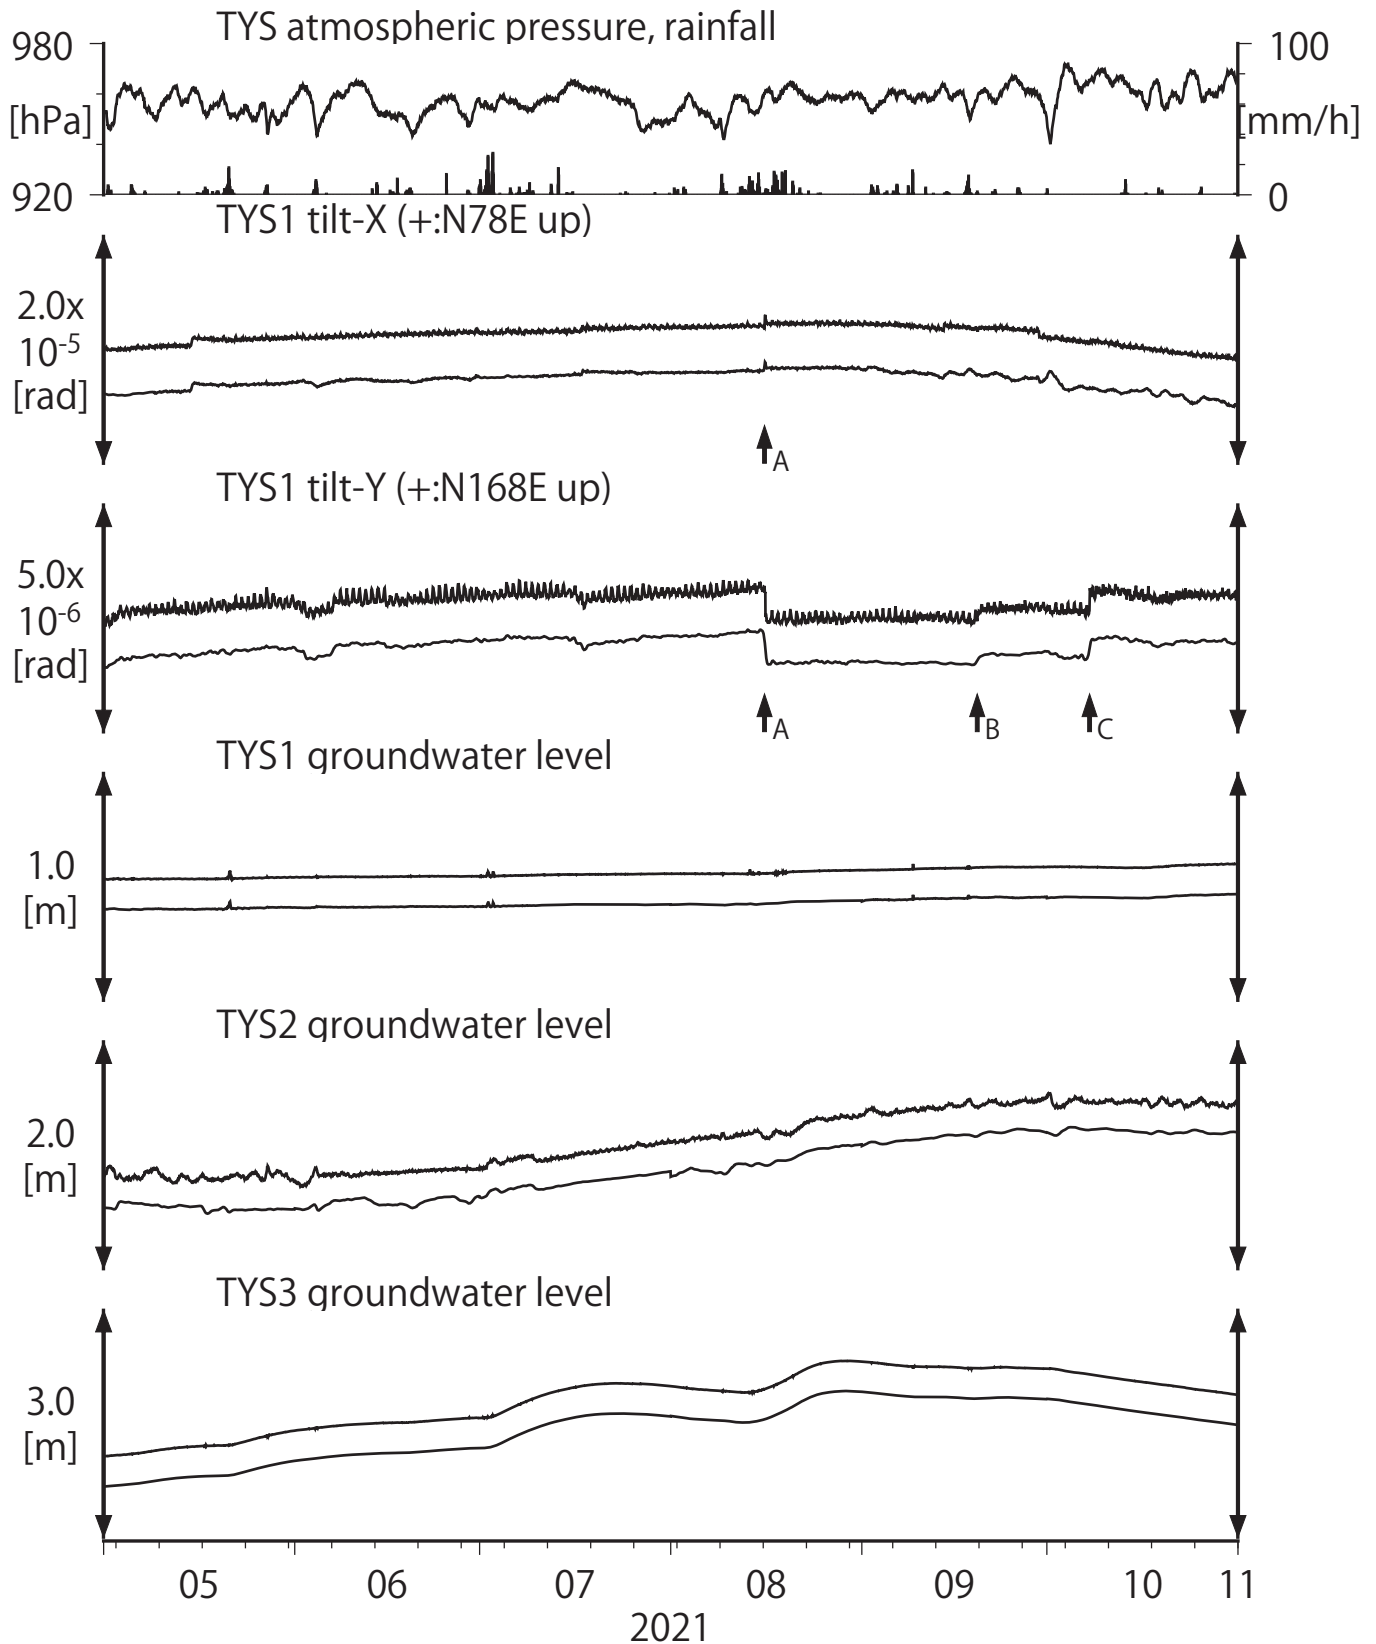 TYS atmospheric pressure, rainfall
980
100
[hPa]
mm/h]
920
0
TYS1 tilt-X (+:N78E up)
2.0x
10-5
[rad]
A
TYS1 tilt-Y (+:N168E up)
5.0x
10-6
[rad]
A
B
C
TYS1 groundwater level
1.0
[m]
TYS2 groundwater level
2.0
[m]
TYS3 groundwater level
3.0
[m]
05 06 07 08 09 10 11
2021